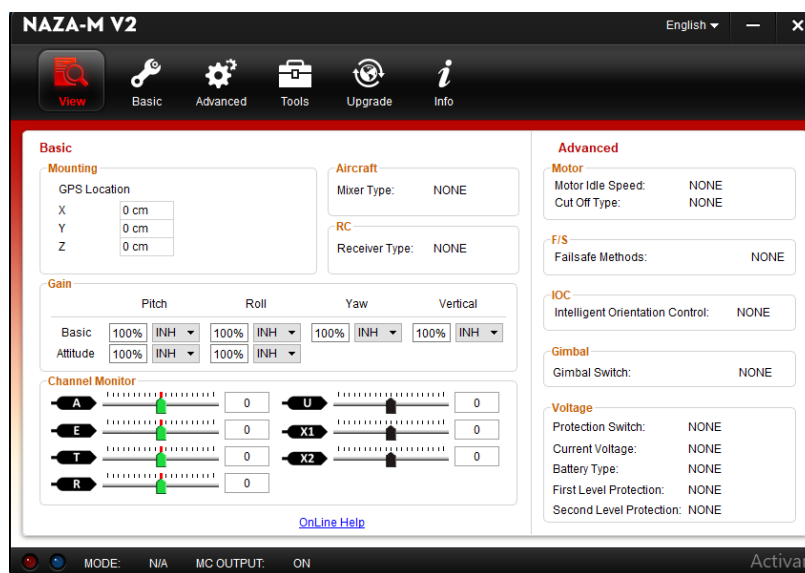 NAZA-M V2
English
View Basic Advanced Tools Upgrade Info
Basic
Mounting
GPS Location
X 0 cm
Y 0 cm
Z 0 cm
Aircraft
Mixer Type: NONE
RC
Receiver Type: NONE
Gain
Pitch Roll Yaw Vertical
Basic 100% INH 100% INH 100% INH 100% INH
Attitude 100% INH 100% INH
Channel Monitor
A 0 U 0
E 0 X1 0
T 0 X2 0
R 0
OnLine Help
Advanced
Motor
Motor Idle Speed: NONE
Cut Off Type: NONE
F/S
Failsafe Methods: NONE
IOC
Intelligent Orientation Control: NONE
Gimbal
Gimbal Switch: NONE
Voltage
Protection Switch: NONE
Current Voltage: NONE
Battery Type: NONE
First Level Protection: NONE
Second Level Protection: NONE
MODE: N/A MC OUTPUT: ON